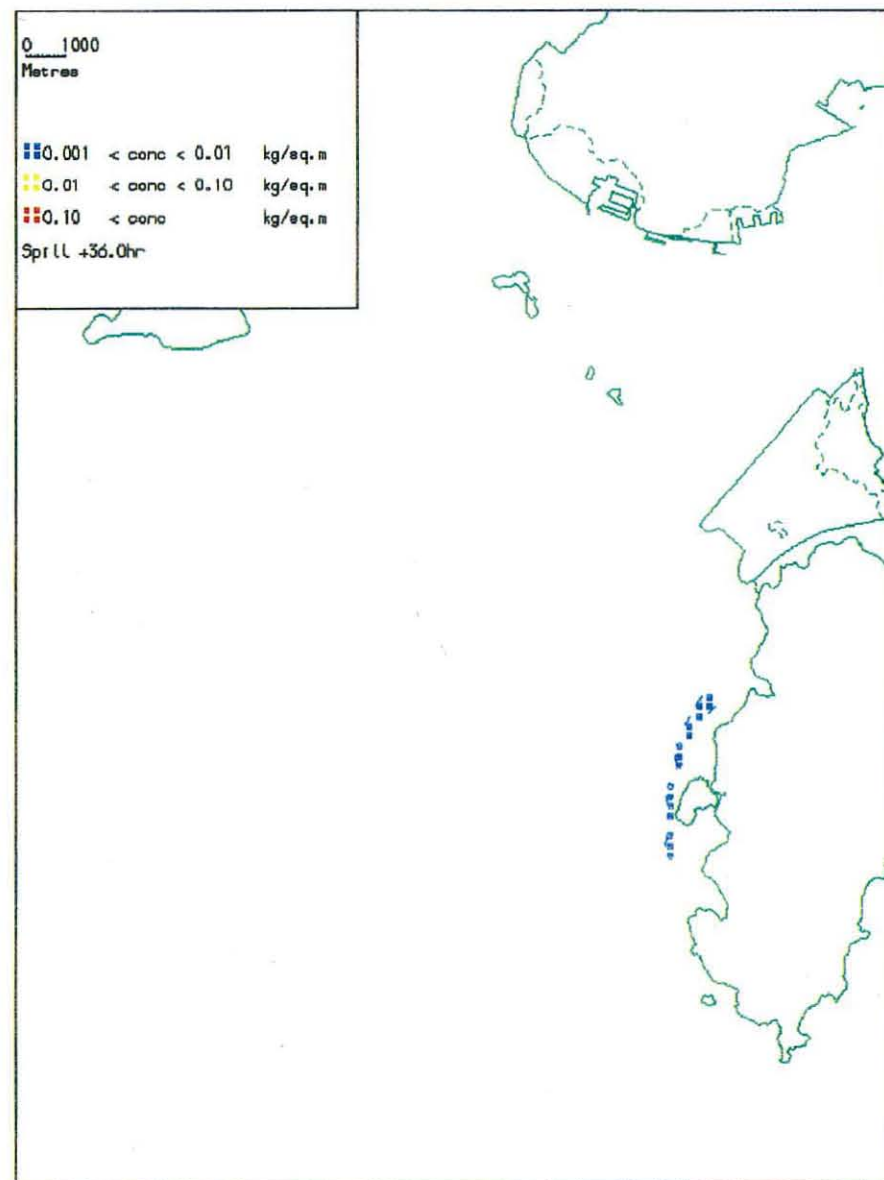 0 1000
Metres
0.001 < conc < 0.01 kg/sq.m
0.01 < conc < 0.10 kg/sq.m
0.10 < conc kg/sq.m
Spill +36.0hr